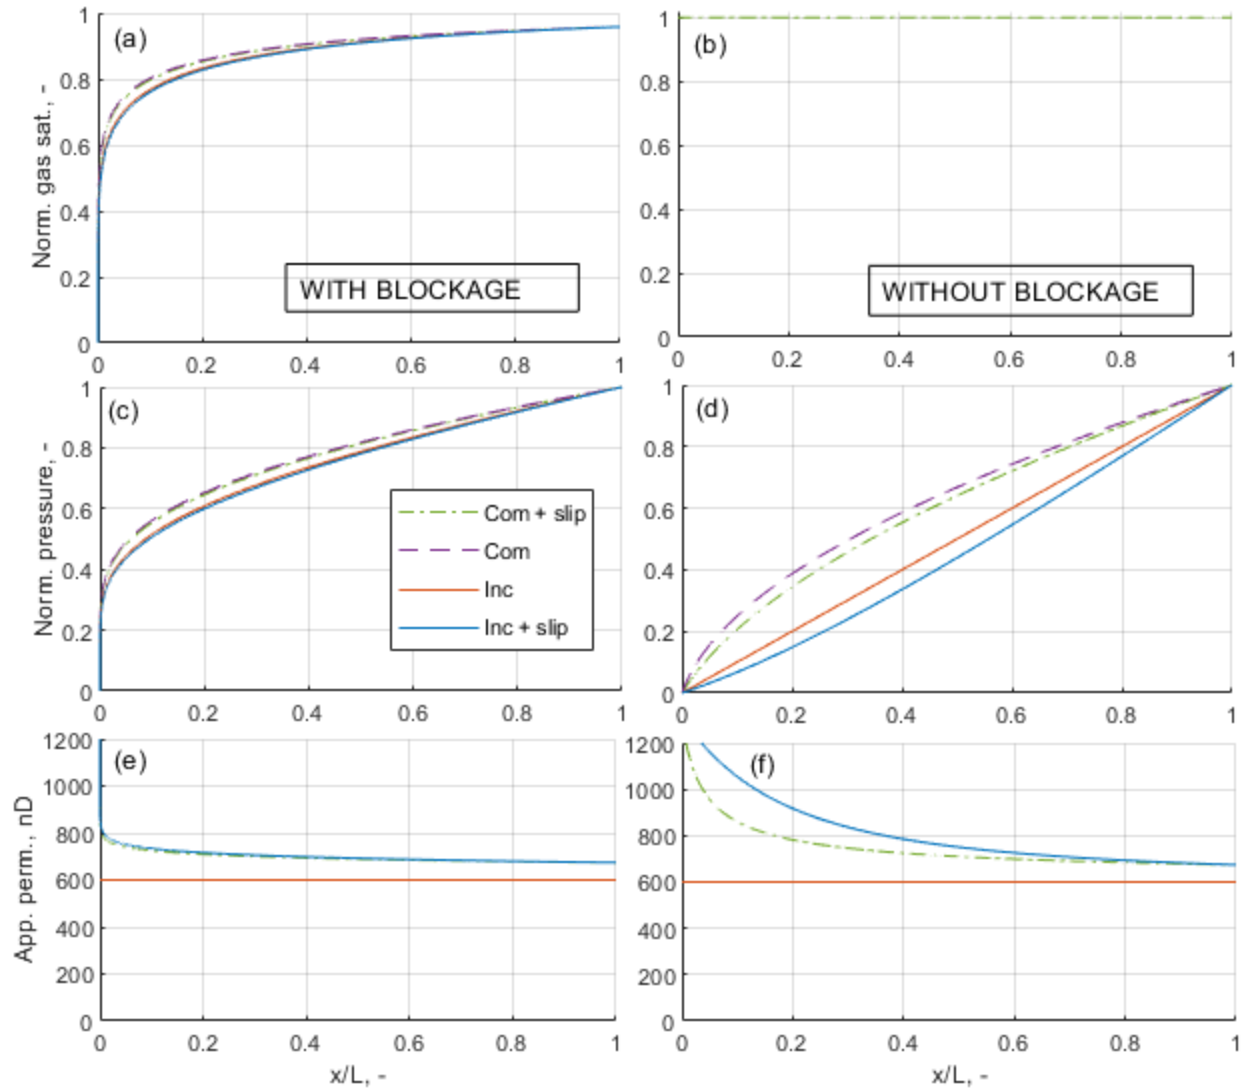 (a)
Norm. gas sat., -
1
0.8
0.6
0.4
0.2
0
WITH BLOCKAGE
0 0.2 0.4 0.6 0.8 1
(b)
1
0.8
0.6
0.4
0.2
0
WITHOUT BLOCKAGE
0 0.2 0.4 0.6 0.8 1
(c)
Norm. pressure, -
1
0.8
0.6
0.4
0.2
0
Com + slip
Com
Inc
Inc + slip
0 0.2 0.4 0.6 0.8 1
(d)
1
0.8
0.6
0.4
0.2
0
0 0.2 0.4 0.6 0.8 1
(e)
App. perm., nD
1200
1000
800
600
400
200
0
0 0.2 0.4 0.6 0.8 1
x/L, -
(f)
1200
1000
800
600
400
200
0
0 0.2 0.4 0.6 0.8 1
x/L, -